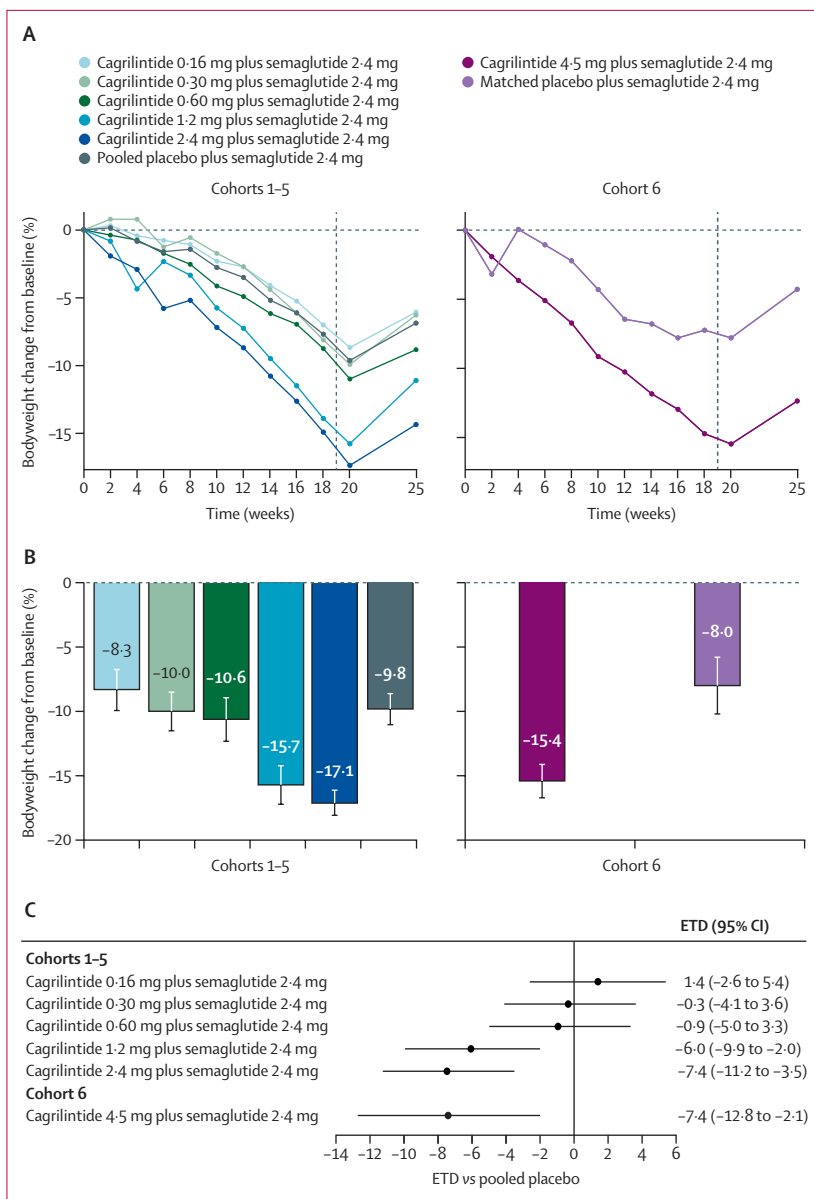 A
Cagrilintide 0·16 mg plus semaglutide 2·4 mg
Cagrilintide 0·30 mg plus semaglutide 2·4 mg
Cagrilintide 0·60 mg plus semaglutide 2·4 mg
Cagrilintide 1·2 mg plus semaglutide 2·4 mg
Cagrilintide 2·4 mg plus semaglutide 2·4 mg
Pooled placebo plus semaglutide 2·4 mg
Cagrilintide 4·5 mg plus semaglutide 2·4 mg
Matched placebo plus semaglutide 2·4 mg
Cohorts 1–5
Bodyweight change from baseline (%)
0
–5
–10
–15
0 2 4 6 8 10 12 14 16 18 20 25
Time (weeks)
Cohort 6
0 2 4 6 8 10 12 14 16 18 20 25
Time (weeks)
B
Bodyweight change from baseline (%)
0
–5
–10
–15
–20
–8·3
–10·0
–10·6
–15·7
–17·1
–9·8
Cohorts 1–5
–15·4
–8·0
Cohort 6
C
ETD (95% CI)
Cohorts 1–5
Cagrilintide 0·16 mg plus semaglutide 2·4 mg 1·4 (–2·6 to 5·4)
Cagrilintide 0·30 mg plus semaglutide 2·4 mg –0·3 (–4·1 to 3·6)
Cagrilintide 0·60 mg plus semaglutide 2·4 mg –0·9 (–5·0 to 3·3)
Cagrilintide 1·2 mg plus semaglutide 2·4 mg –6·0 (–9·9 to –2·0)
Cagrilintide 2·4 mg plus semaglutide 2·4 mg –7·4 (–11·2 to –3·5)
Cohort 6
Cagrilintide 4·5 mg plus semaglutide 2·4 mg –7·4 (–12·8 to –2·1)
–14 –12 –10 –8 –6 –4 –2 0 2 4 6
ETD vs pooled placebo